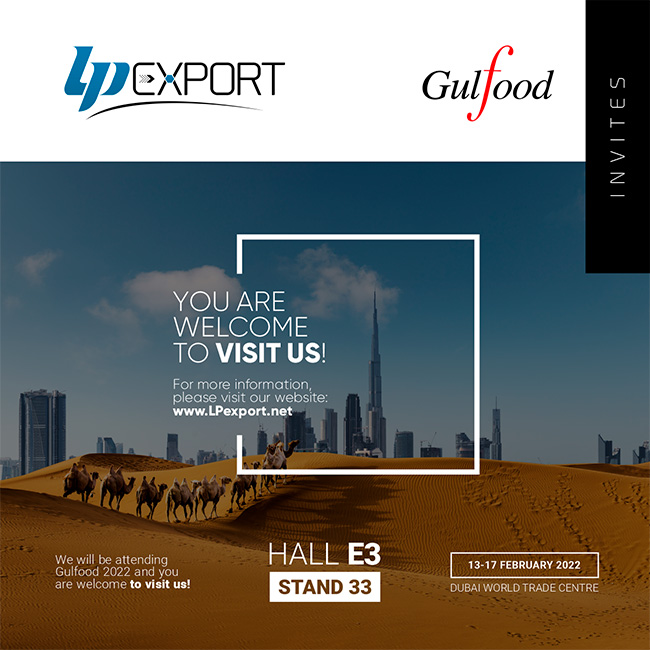 LP EXPORT
Gulfood
INVITES
YOU ARE
WELCOME
TO VISIT US!
For more information,
please visit our website:
www.LPexport.net
We will be attending
Gulfood 2022 and you
are welcome to visit us!
HALL E3
STAND 33
13-17 FEBRUARY 2022
DUBAI WORLD TRADE CENTRE